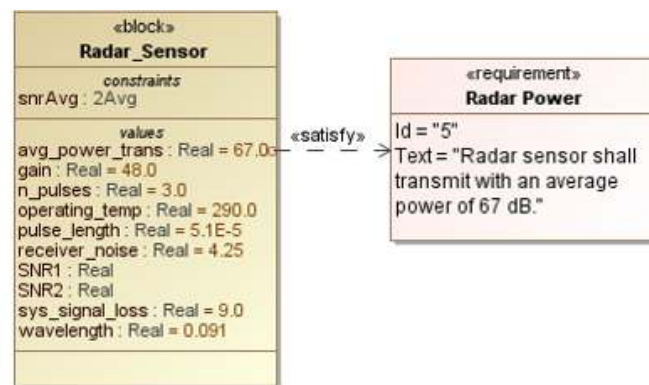 «block»
Radar_Sensor
constraints
snrAvg : 2Avg
values
avg_power_trans : Real = 67.0
gain : Real = 48.0
n_pulses : Real = 3.0
operating_temp : Real = 290.0
pulse_length : Real = 5.1E-5
receiver_noise : Real = 4.25
SNR1 : Real
SNR2 : Real
sys_signal_loss : Real = 9.0
wavelength : Real = 0.091
«satisfy»
«requirement»
Radar Power
Id = "5"
Text = "Radar sensor shall
transmit with an average
power of 67 dB."